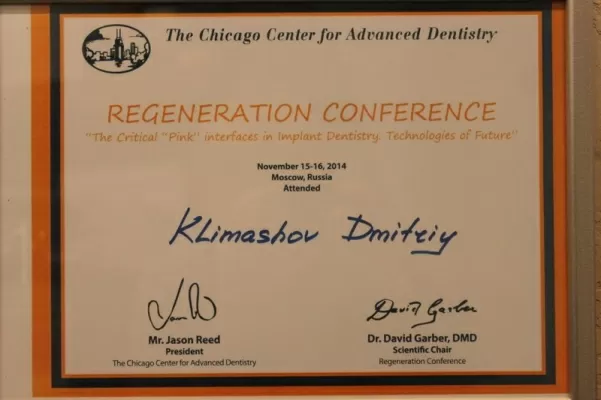 The Chicago Center for Advanced Dentistry
REGENERATION CONFERENCE
"The Critical "Pink" interfaces in Implant Dentistry. Technologies of Future"
November 15-16, 2014
Moscow, Russia
Attended
Klimashov Dmitriy
Mr. Jason Reed
President
The Chicago Center for Advanced Dentistry
David Garber
Dr. David Garber, DMD
Scientific Chair
Regeneration Conference